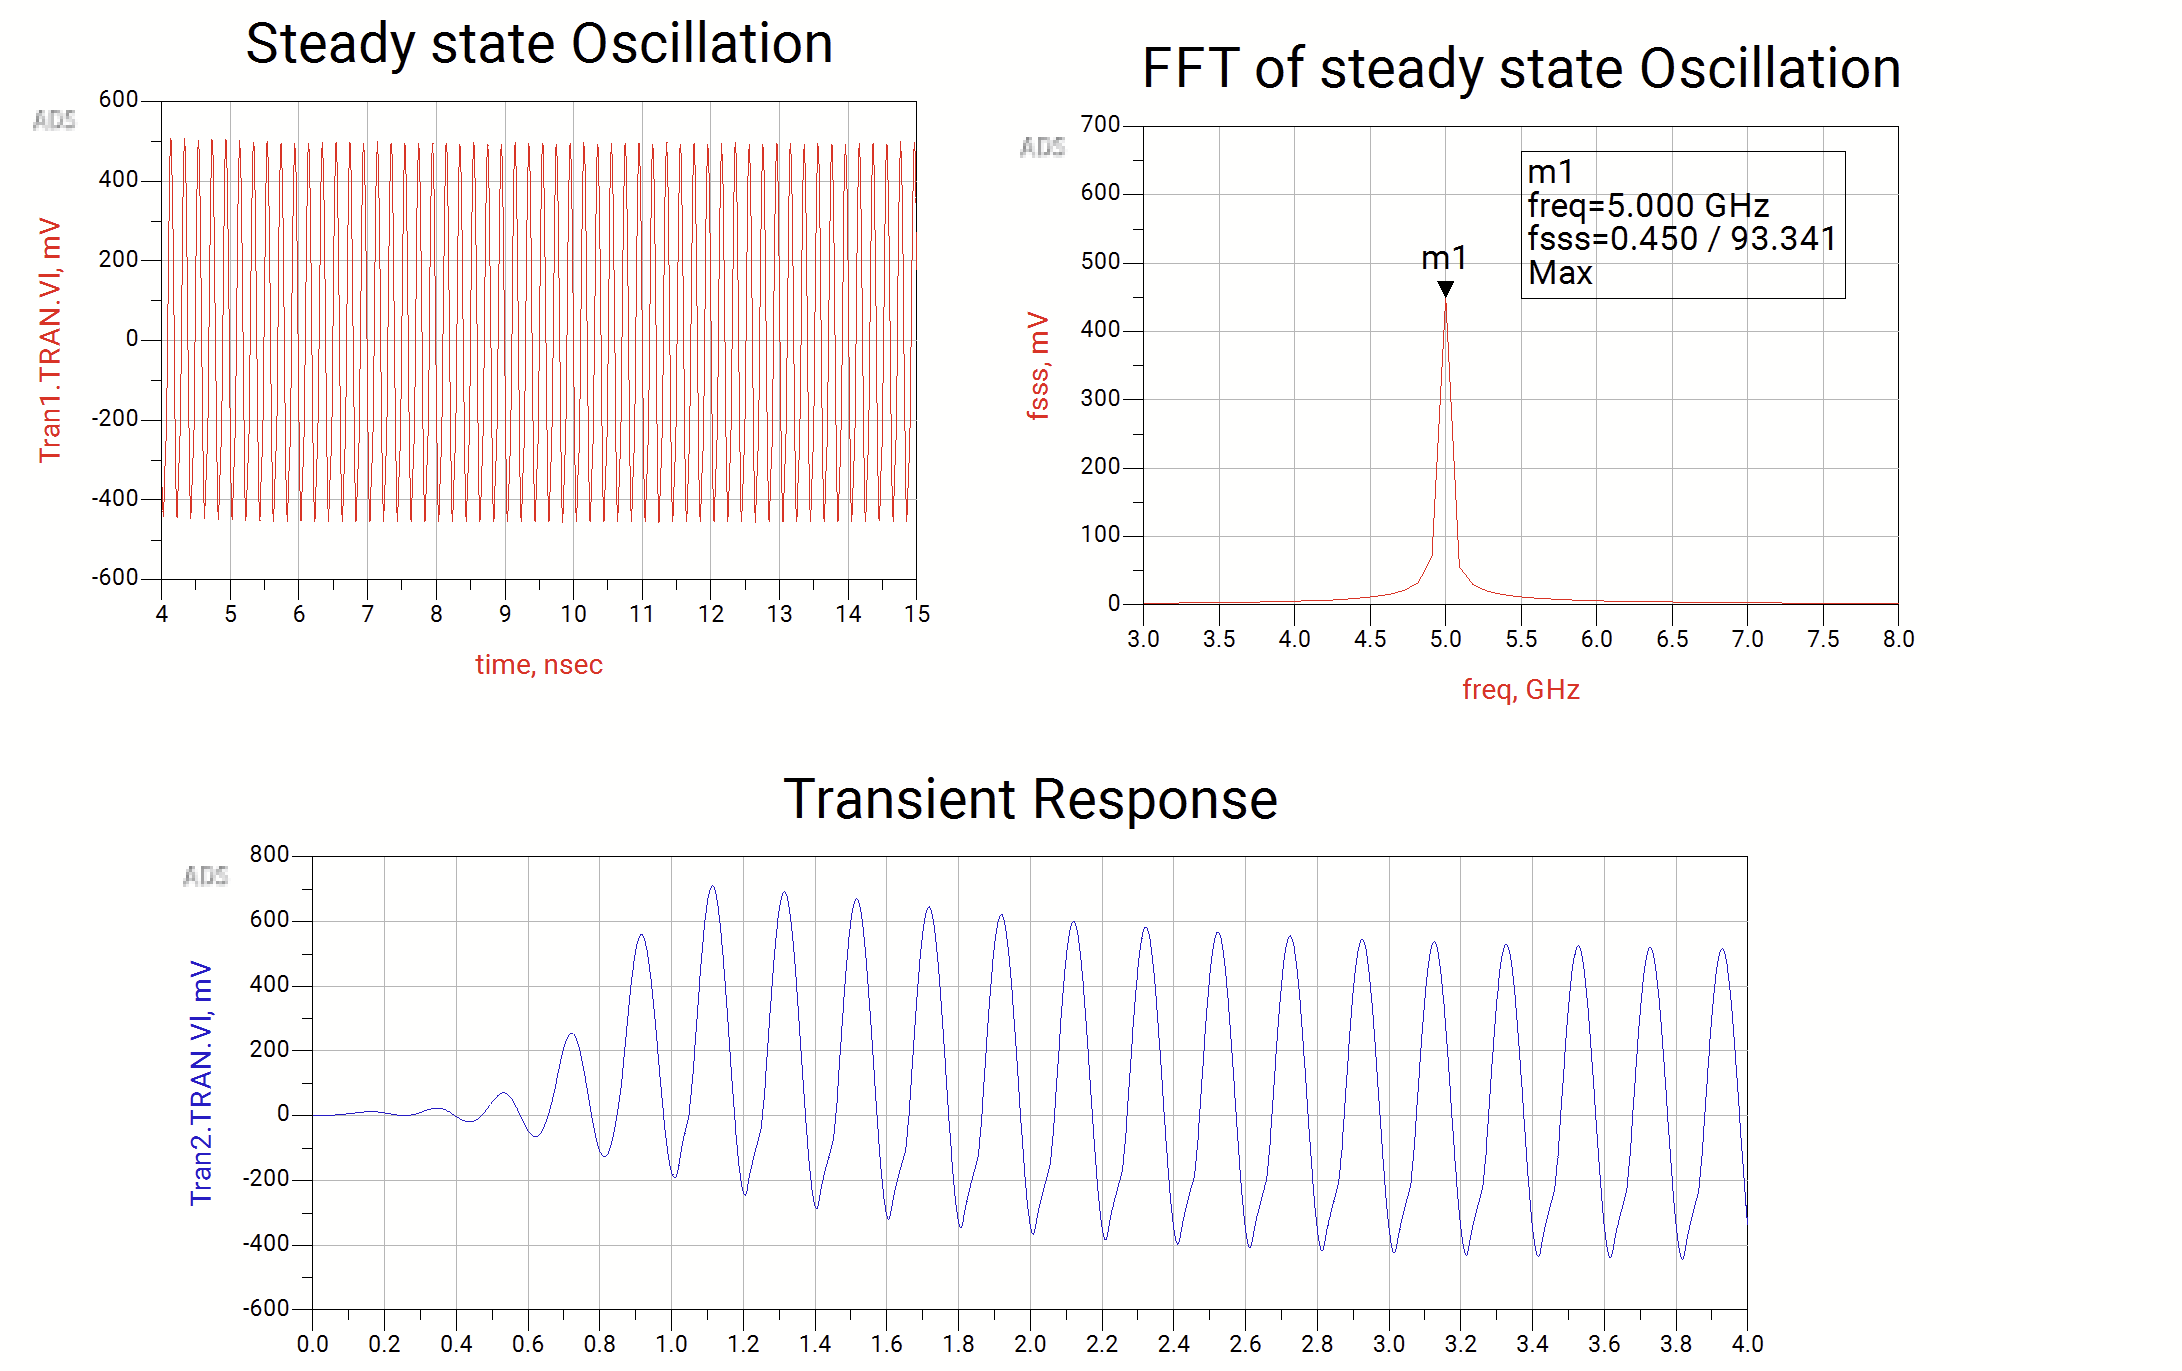 Steady state Oscillation
ADS
600
400
200
0
-200
-400
-600
Tran1.TRAN.VI, mV
4 5 6 7 8 9 10 11 12 13 14 15
time, nsec
FFT of steady state Oscillation
ADS
700
600
500
400
300
200
100
0
fsss, mV
m1
m1
freq=5.000 GHz
fsss=0.450 / 93.341
Max
3.0 3.5 4.0 4.5 5.0 5.5 6.0 6.5 7.0 7.5 8.0
freq, GHz
Transient Response
ADS
800
600
400
200
0
-200
-400
-600
Tran2.TRAN.VI, mV
0.0 0.2 0.4 0.6 0.8 1.0 1.2 1.4 1.6 1.8 2.0 2.2 2.4 2.6 2.8 3.0 3.2 3.4 3.6 3.8 4.0